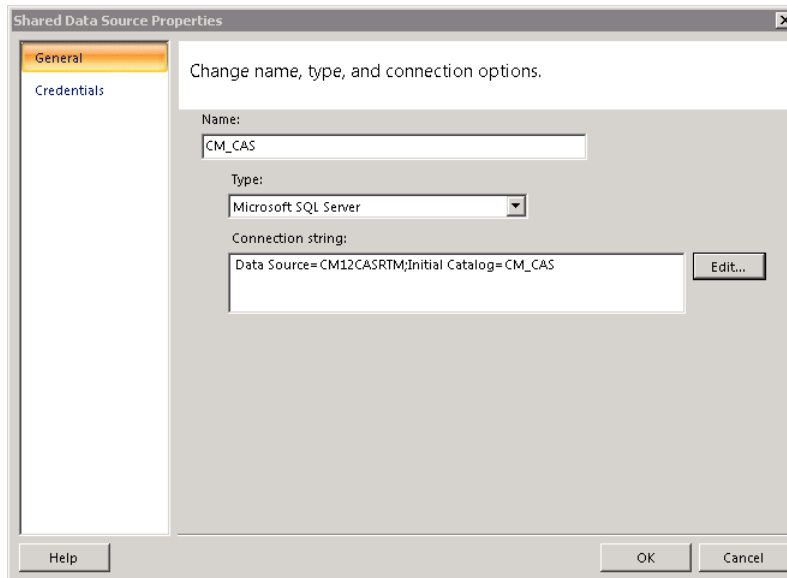 Shared Data Source Properties
General
Credentials
Change name, type, and connection options.
Name:
CM_CAS
Type:
Microsoft SQL Server
Connection string:
Data Source=CM12CASRTM;Initial Catalog=CM_CAS
Edit...
Help
OK
Cancel